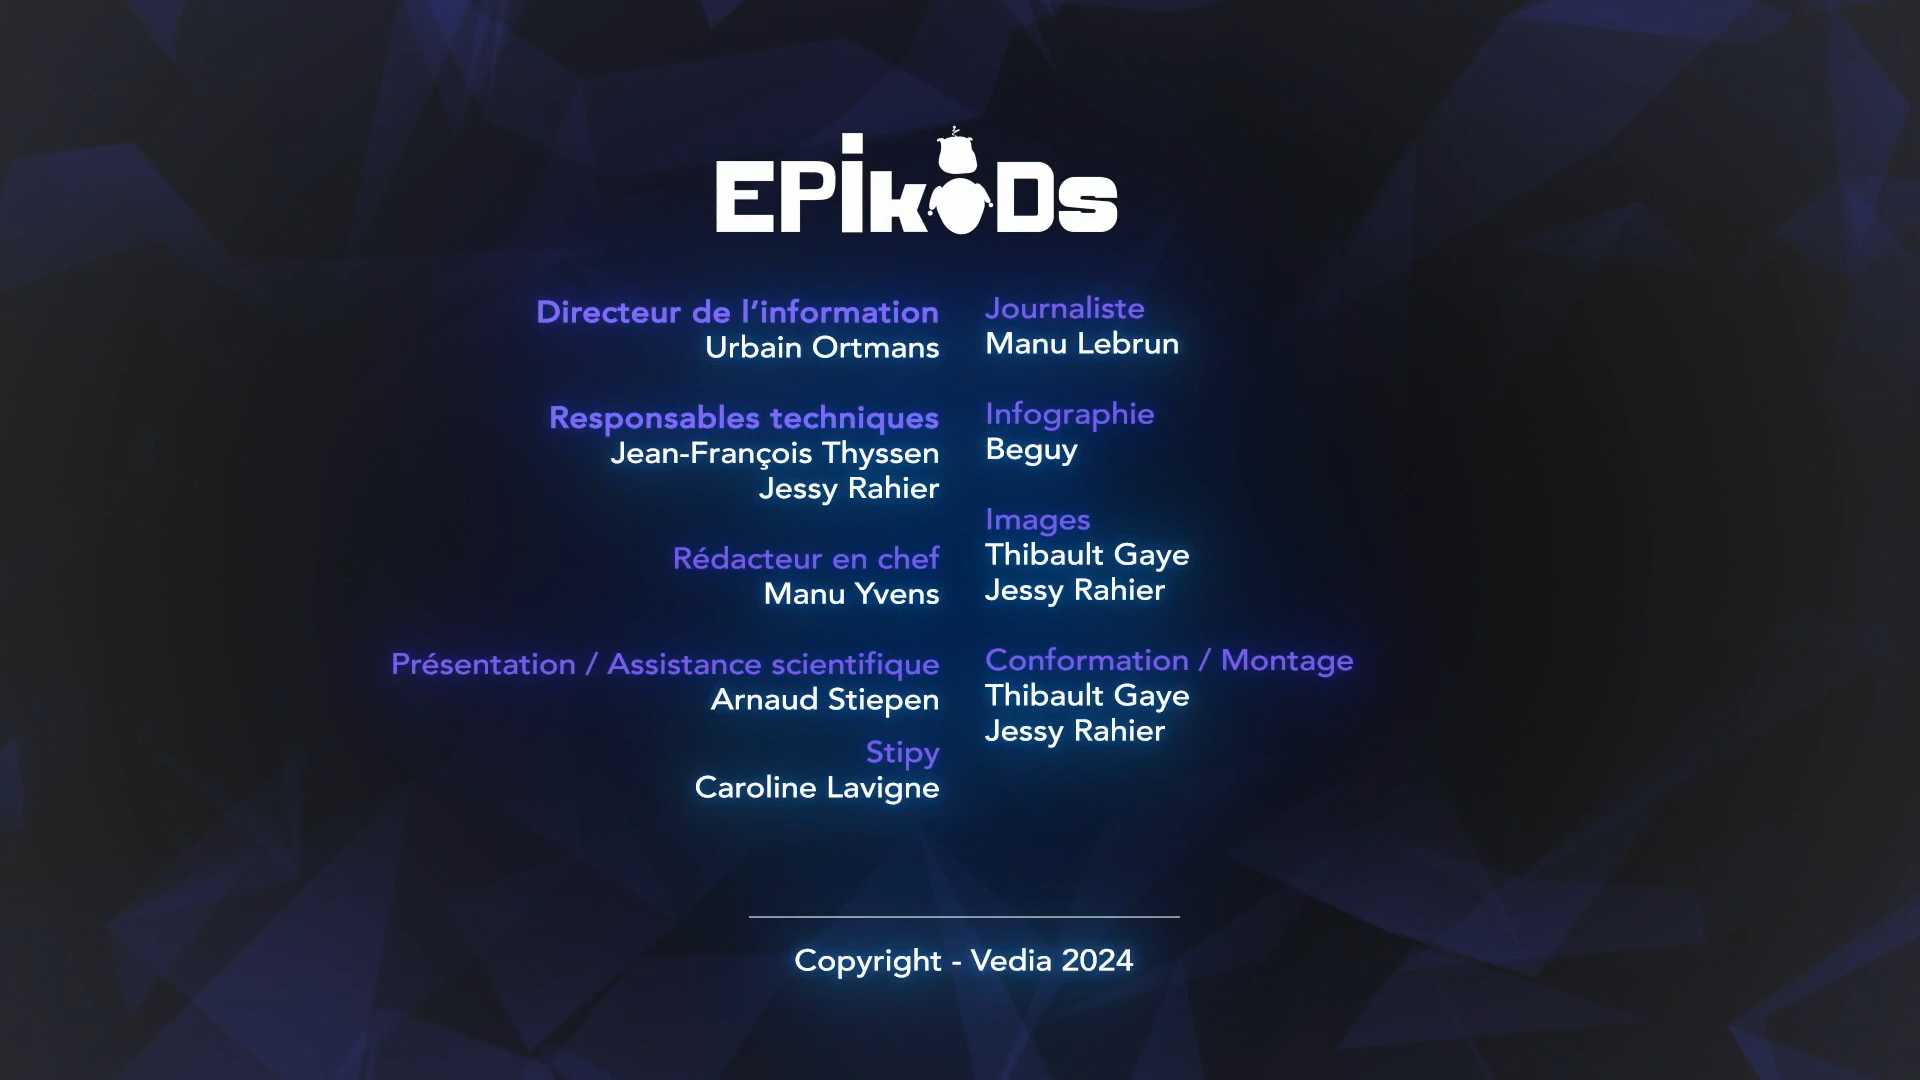 EPikODs
Directeur de l’information
Urbain Ortmans
Responsables techniques
Jean-François Thyssen
Jessy Rahier
Rédacteur en chef
Manu Yvens
Présentation / Assistance scientifique
Arnaud Stiepen
Stipy
Caroline Lavigne
Journaliste
Manu Lebrun
Infographie
Beguy
Images
Thibault Gaye
Jessy Rahier
Conformation / Montage
Thibault Gaye
Jessy Rahier
Copyright - Vedia 2024